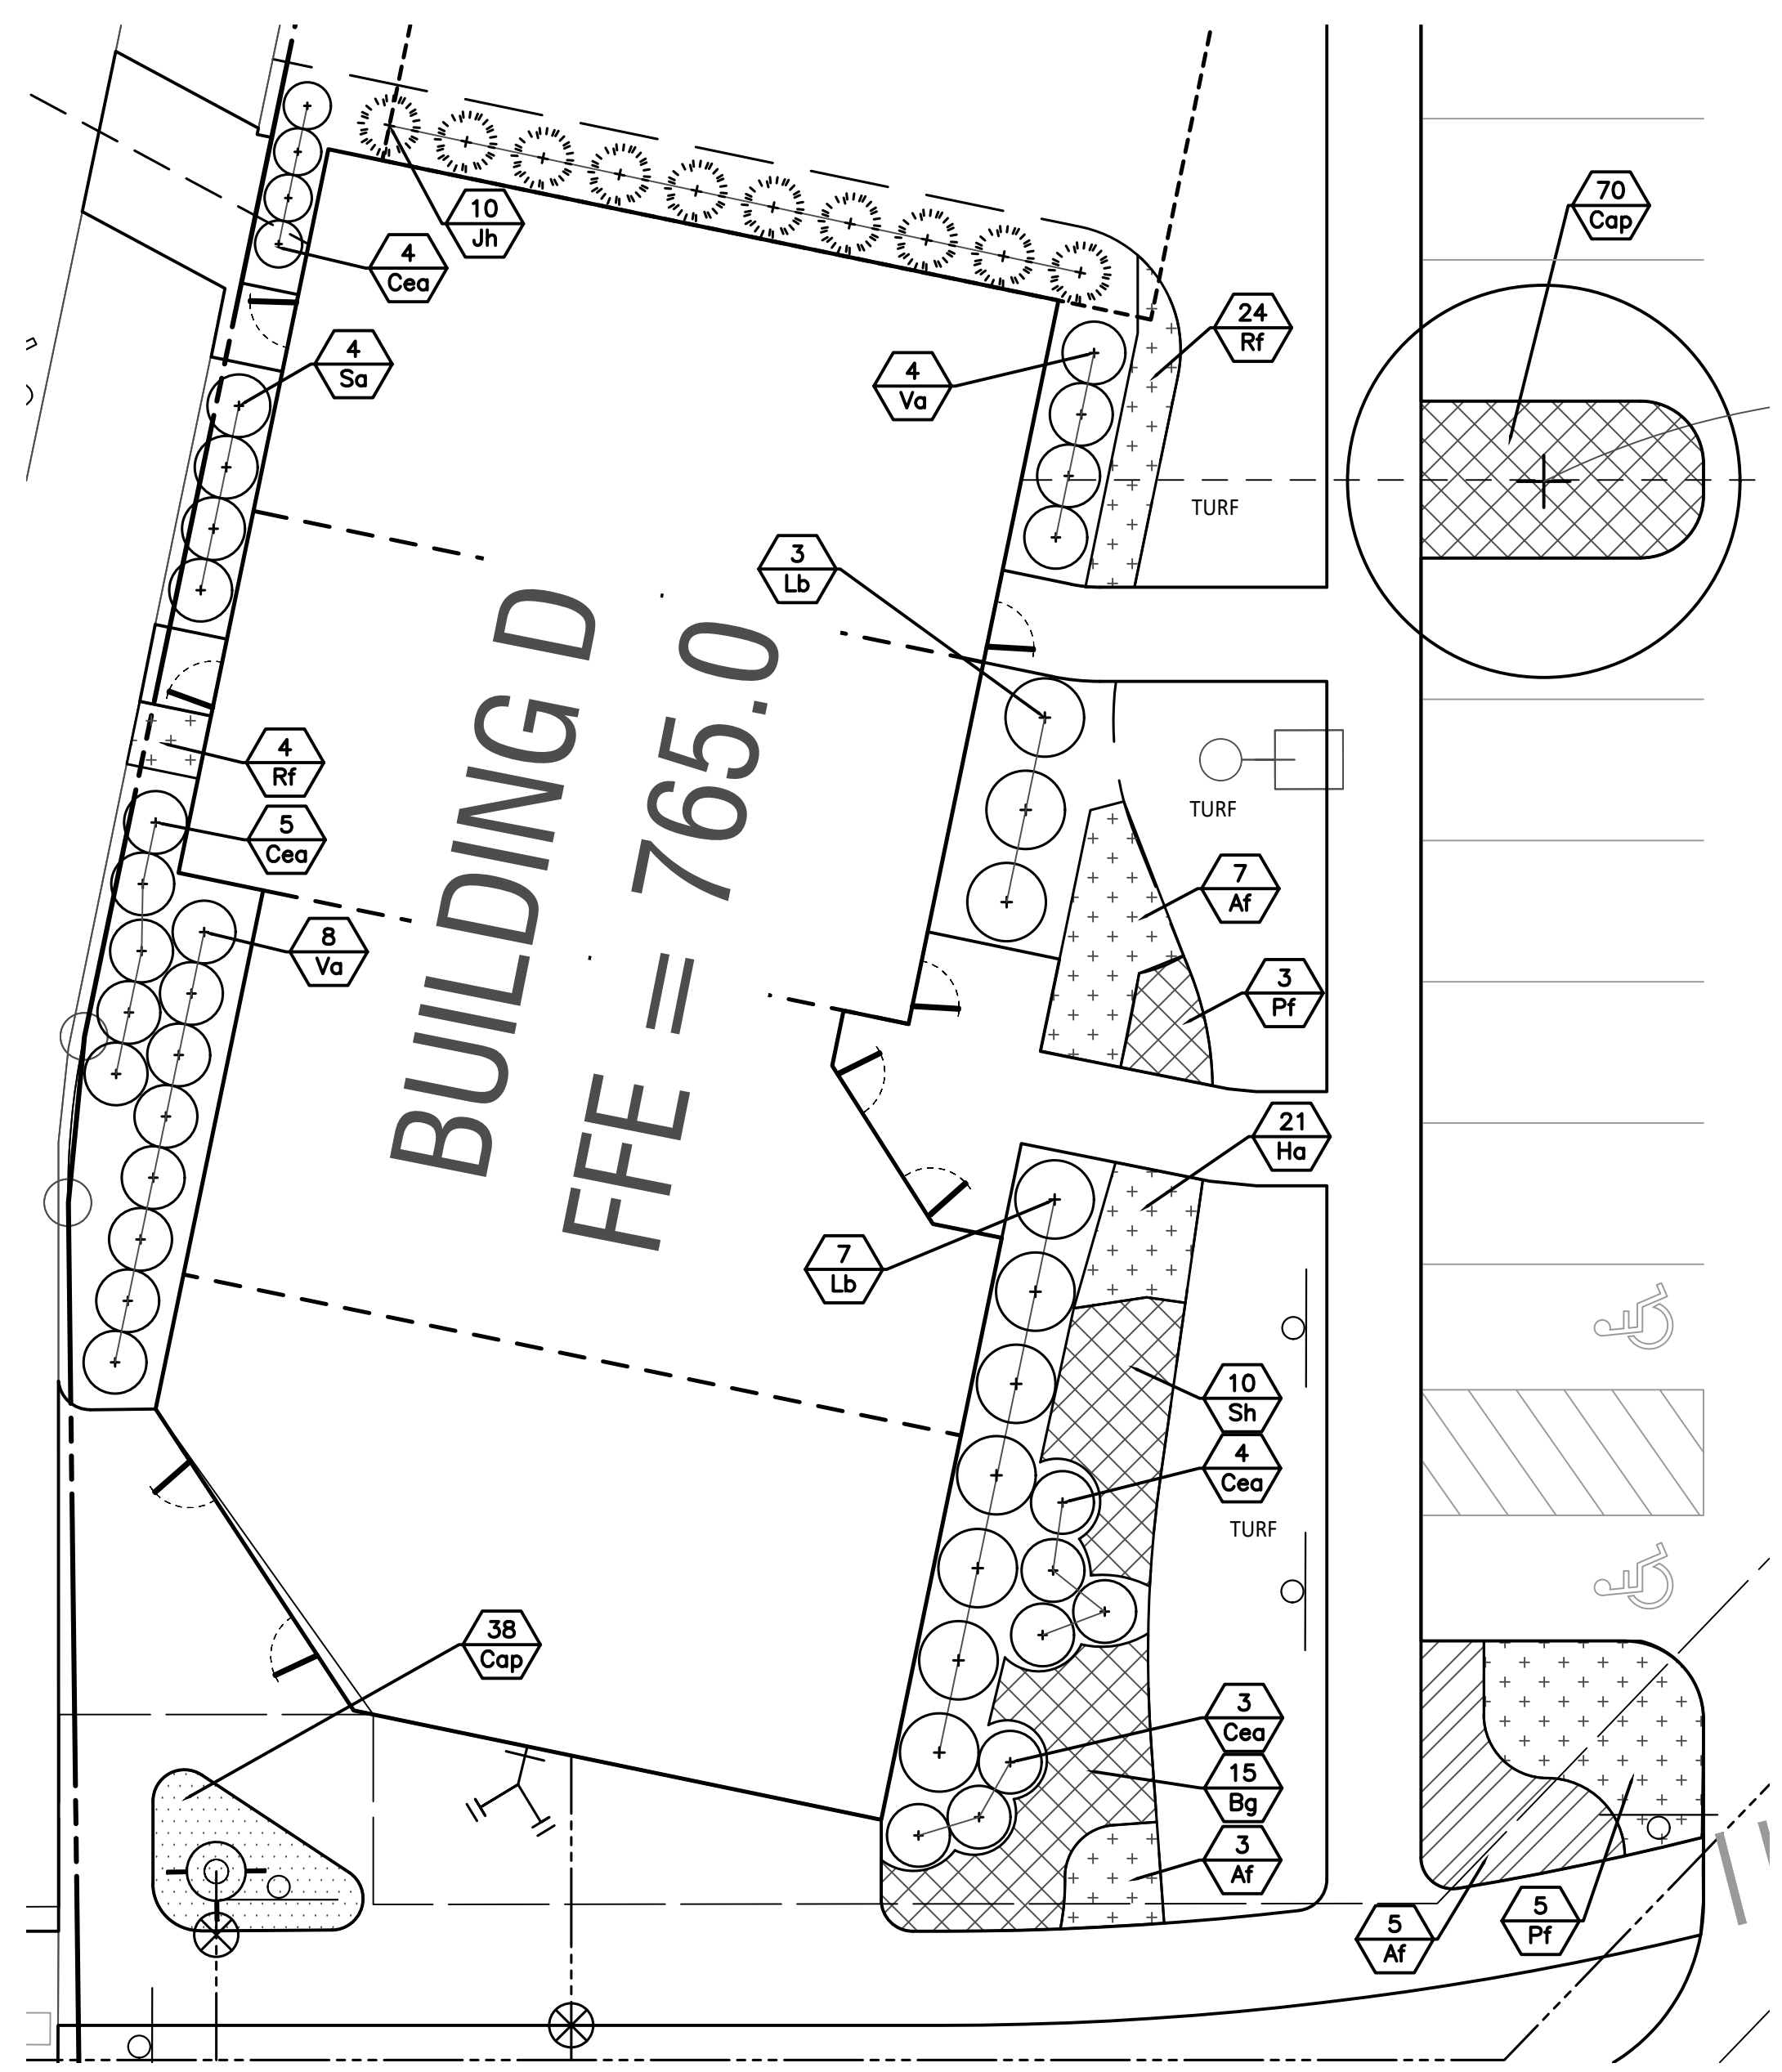 70
Cap
10
Jh
4
Cea
24
Rf
4
Sa
4
Va
TURF
3
Lb
BUILDING D
FFE = 765.0
4
Rf
TURF
5
Cea
7
Af
8
Va
3
Pf
21
Ha
7
Lb
10
Sh
4
Cea
TURF
38
Cap
3
Cea
15
Bg
3
Af
5
Pf
5
Af